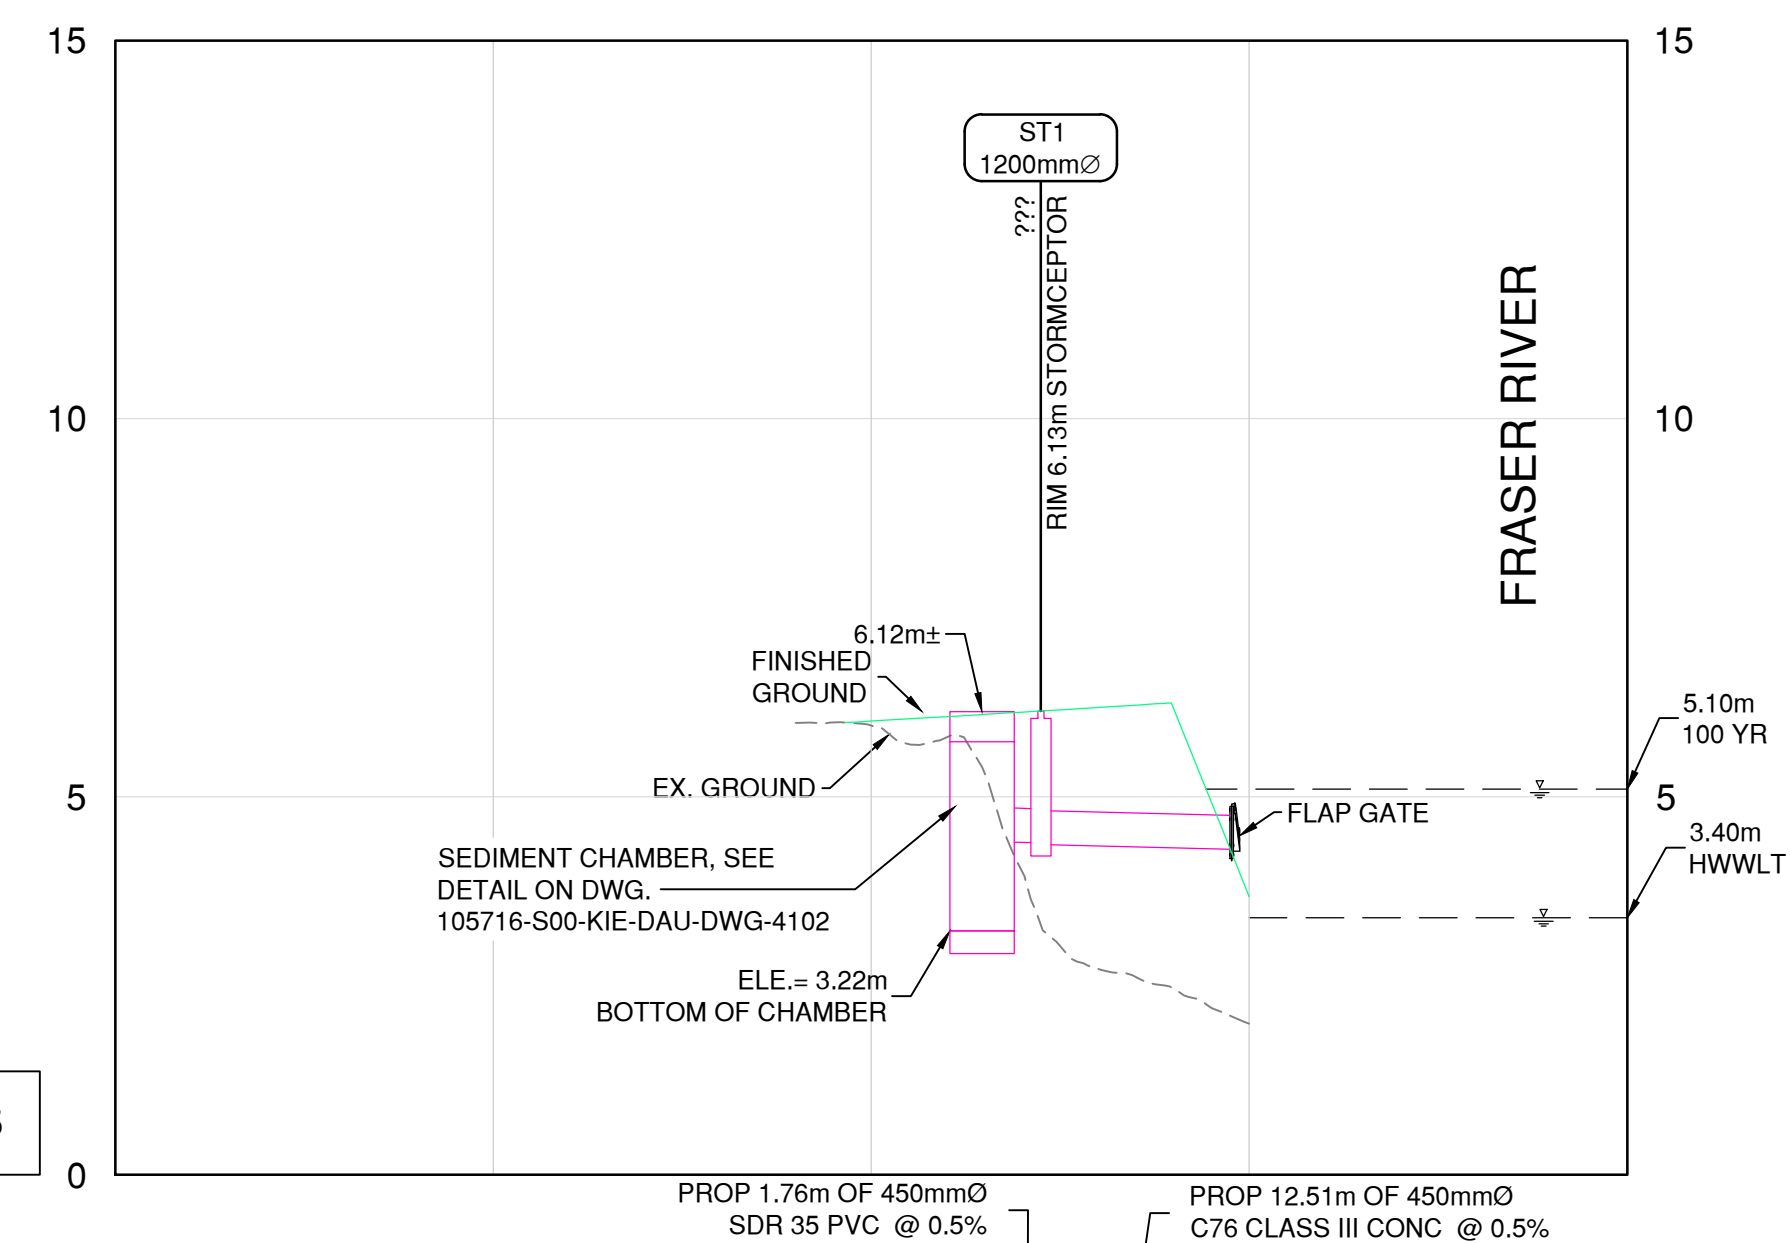 15
15
ST1
1200mmØ
???
RIM 6.13m STORMCEPTOR
FRASER RIVER
10
10
6.12m±
FINISHED
GROUND
5.10m
100 YR
EX. GROUND
5
5
FLAP GATE
3.40m
HWWLT
SEDIMENT CHAMBER, SEE
DETAIL ON DWG.
105716-S00-KIE-DAU-DWG-4102
ELE.= 3.22m
BOTTOM OF CHAMBER
0
PROP 1.76m OF 450mmØ
SDR 35 PVC @ 0.5%
PROP 12.51m OF 450mmØ
C76 CLASS III CONC @ 0.5%